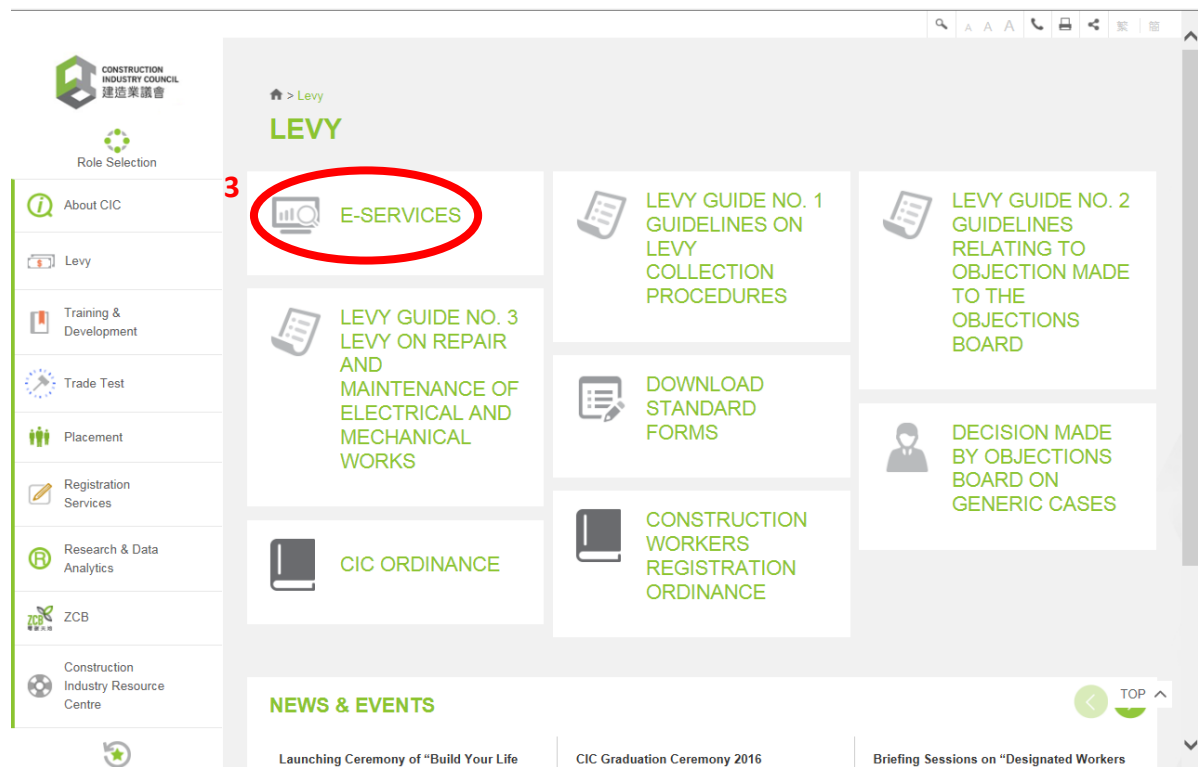 A A A 繁 | 簡
CONSTRUCTION
INDUSTRY COUNCIL
建造業議會
Role Selection
About CIC
Levy
Training &
Development
Trade Test
Placement
Registration
Services
Research & Data
Analytics
ZCB
ZCB
Construction
Industry Resource
Centre
> Levy
LEVY
3
E-SERVICES
LEVY GUIDE NO. 1
GUIDELINES ON
LEVY
COLLECTION
PROCEDURES
LEVY GUIDE NO. 2
GUIDELINES
RELATING TO
OBJECTION MADE
TO THE
OBJECTIONS
BOARD
LEVY GUIDE NO. 3
LEVY ON REPAIR
AND
MAINTENANCE OF
ELECTRICAL AND
MECHANICAL
WORKS
DOWNLOAD
STANDARD
FORMS
DECISION MADE
BY OBJECTIONS
BOARD ON
GENERIC CASES
CIC ORDINANCE
CONSTRUCTION
WORKERS
REGISTRATION
ORDINANCE
NEWS & EVENTS
TOP
Launching Ceremony of “Build Your Life
CIC Graduation Ceremony 2016
Briefing Sessions on “Designated Workers